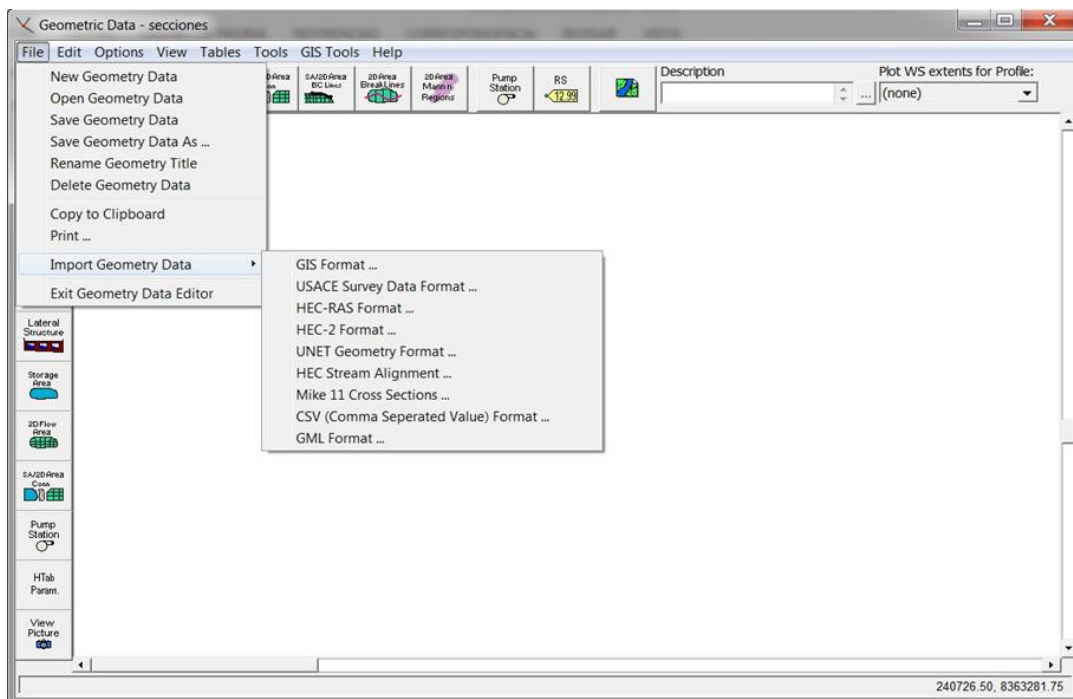 Geometric Data - secciones
File Edit Options View Tables Tools GIS Tools Help
New Geometry Data
Open Geometry Data
Save Geometry Data
Save Geometry Data As ...
Rename Geometry Title
Delete Geometry Data
Copy to Clipboard
Print ...
Import Geometry Data
Exit Geometry Data Editor
GIS Format ...
USACE Survey Data Format ...
HEC-RAS Format ...
HEC-2 Format ...
UNET Geometry Format ...
HEC Stream Alignment ...
Mike 11 Cross Sections ...
CSV (Comma Seperated Value) Format ...
GML Format ...
SA/2D Area BC Lines
2D Area BreakLines
2D Area Mann n Regions
Pump Station
RS
12.99
Description
...
Plot WS extents for Profile:
(none)
Lateral Structure
Storage Area
2D Flow Area
SA/2D Area Conn
Pump Station
HTab Param.
View Picture
240726.50, 8363281.75